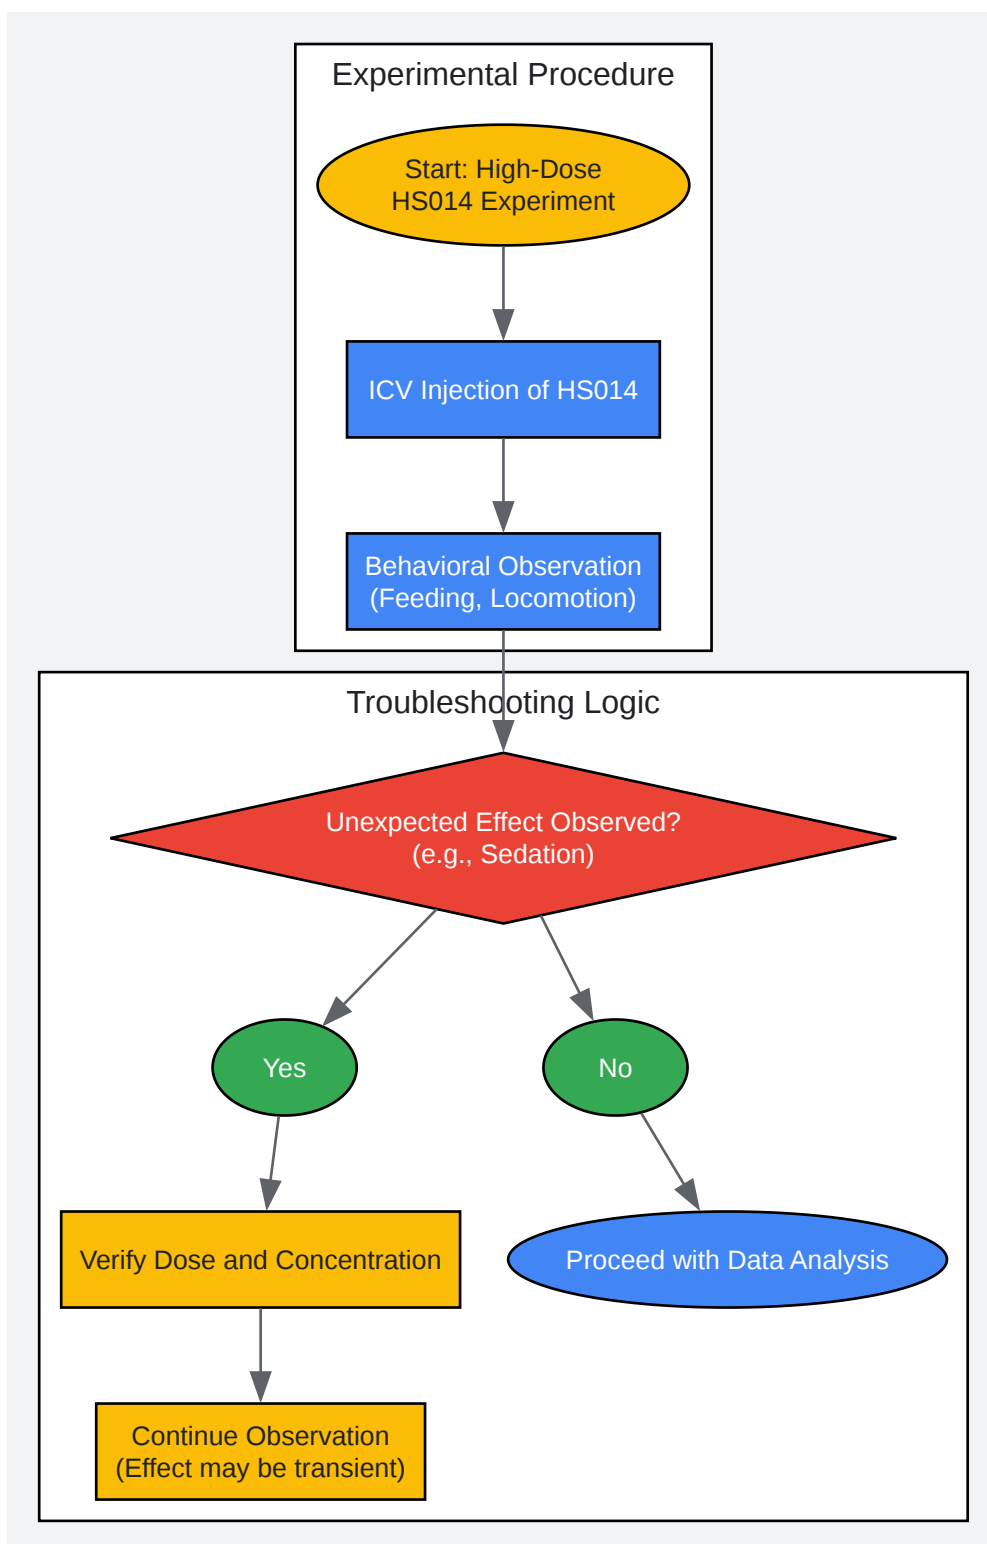 Experimental Procedure
Start: High-Dose
HS014 Experiment
ICV Injection of HS014
Behavioral Observation
(Feeding, Locomotion)
Troubleshooting Logic
Unexpected Effect Observed?
(e.g., Sedation)
Yes
No
Verify Dose and Concentration
Proceed with Data Analysis
Continue Observation
(Effect may be transient)